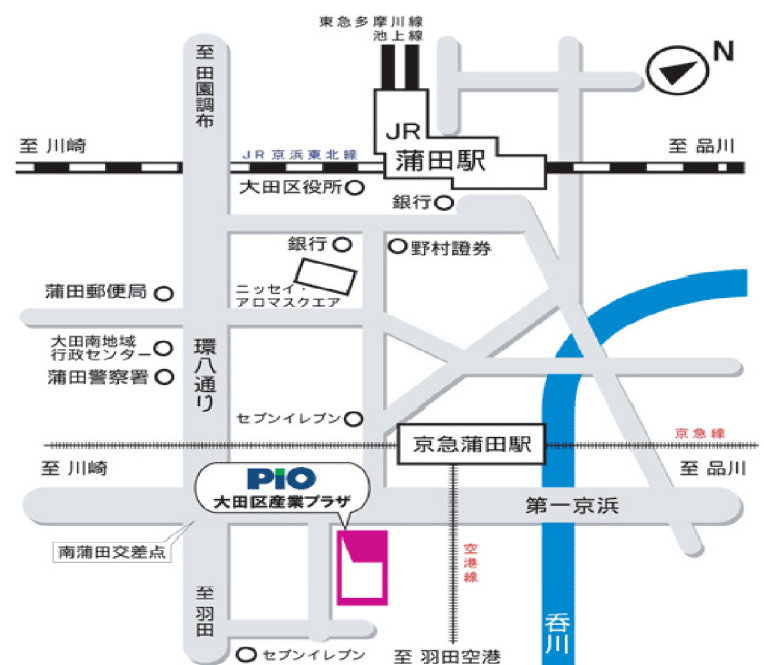 東急多摩川線
池上線
N
至 田園調布
JR
蒲田駅
至 川崎
JR京浜東北線
至 品川
大田区役所
銀行
銀行
野村證券
蒲田郵便局
ニッセイ・
アロマスクエア
大田南地域
行政センター
蒲田警察署
環八通り
セブンイレブン
京急蒲田駅
京急線
至 川崎
至 品川
PiO
大田区産業プラザ
第一京浜
南蒲田交差点
空港線
至 羽田
呑川
セブンイレブン
至 羽田空港